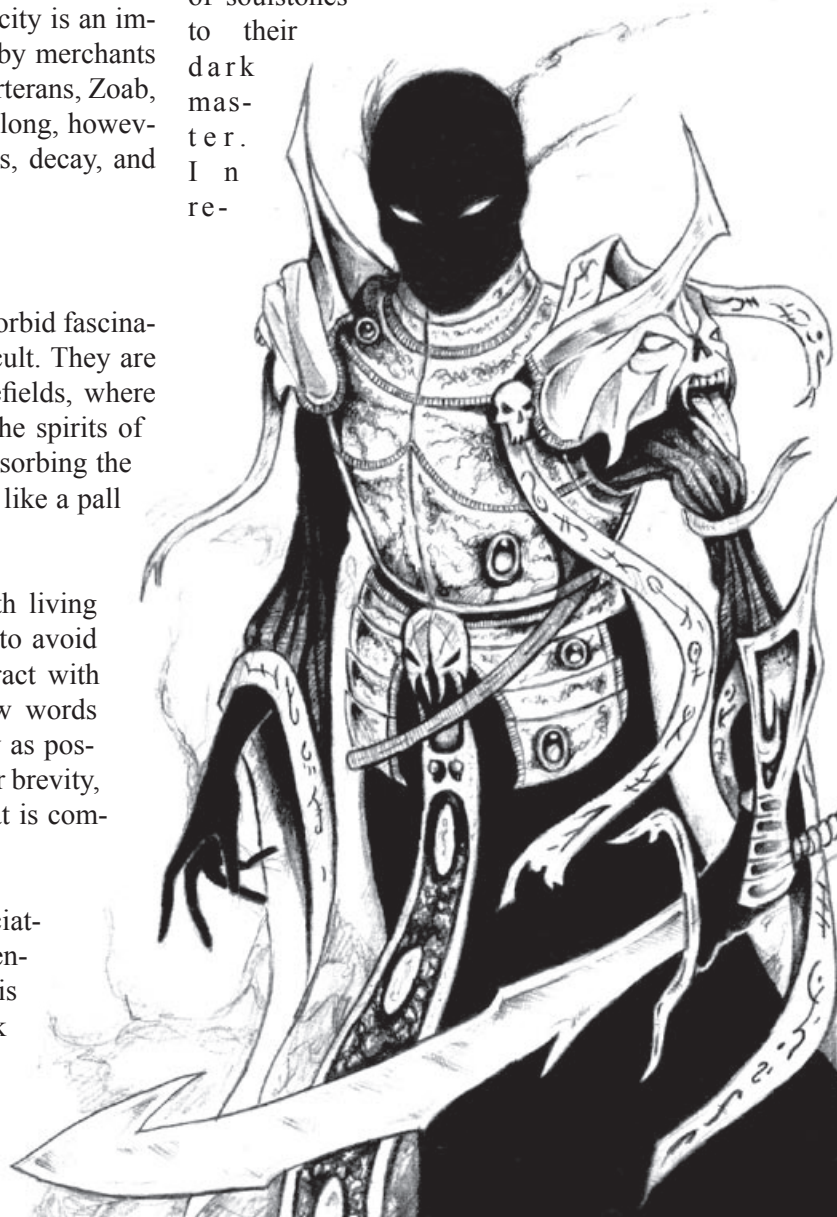 city is an im-
by merchants
rterans, Zoab,
long, howev-
s, decay, and
orbid fascina-
cult. They are
efields, where
he spirits of
sorbing the
like a pall
th living
to avoid
ract with
w words
y as pos-
r brevity,
at is com-
ciat-
en-
is
k
of soulstones
to their
dark
mas-
ter.
In
re-